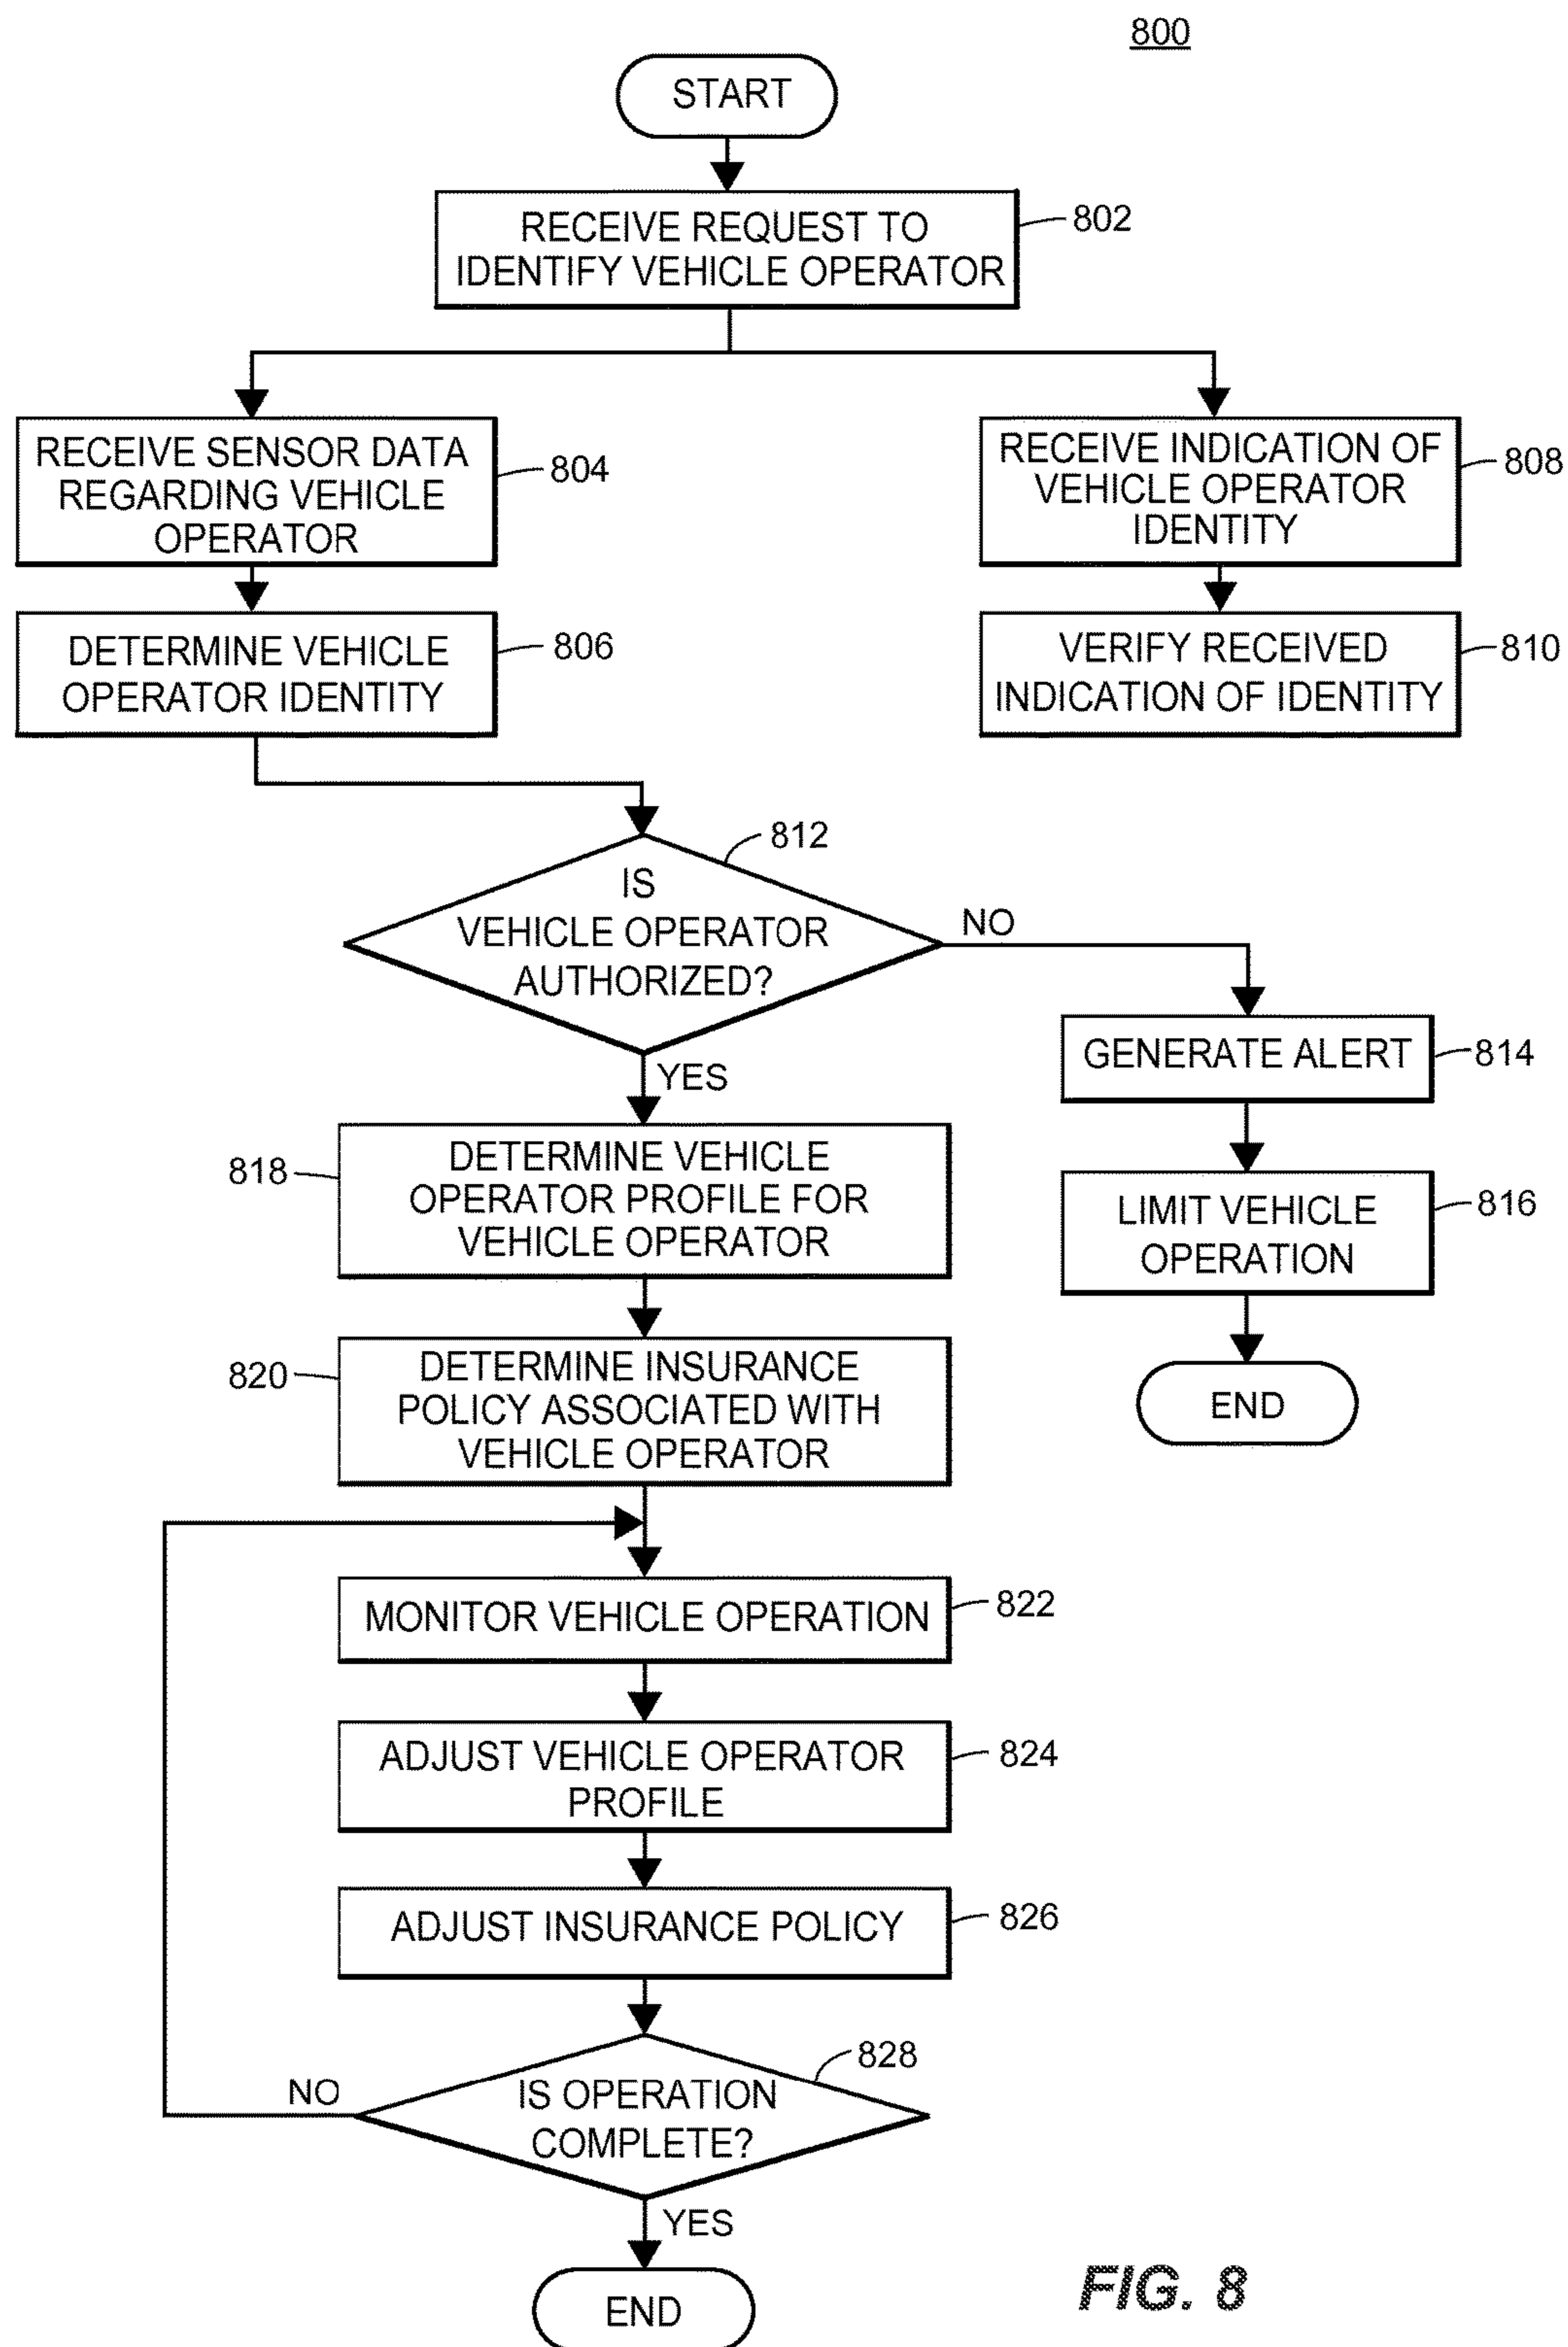 800
START
RECEIVE REQUEST TO
IDENTIFY VEHICLE OPERATOR
802
RECEIVE SENSOR DATA
REGARDING VEHICLE
OPERATOR
804
RECEIVE INDICATION OF
VEHICLE OPERATOR
IDENTITY
808
DETERMINE VEHICLE
OPERATOR IDENTITY
806
VERIFY RECEIVED
INDICATION OF IDENTITY
810
812
IS
VEHICLE OPERATOR
AUTHORIZED?
NO
YES
GENERATE ALERT
814
LIMIT VEHICLE
OPERATION
816
END
818
DETERMINE VEHICLE
OPERATOR PROFILE FOR
VEHICLE OPERATOR
820
DETERMINE INSURANCE
POLICY ASSOCIATED WITH
VEHICLE OPERATOR
MONITOR VEHICLE OPERATION
822
ADJUST VEHICLE OPERATOR
PROFILE
824
ADJUST INSURANCE POLICY
826
828
IS OPERATION
COMPLETE?
NO
YES
END
FIG. 8